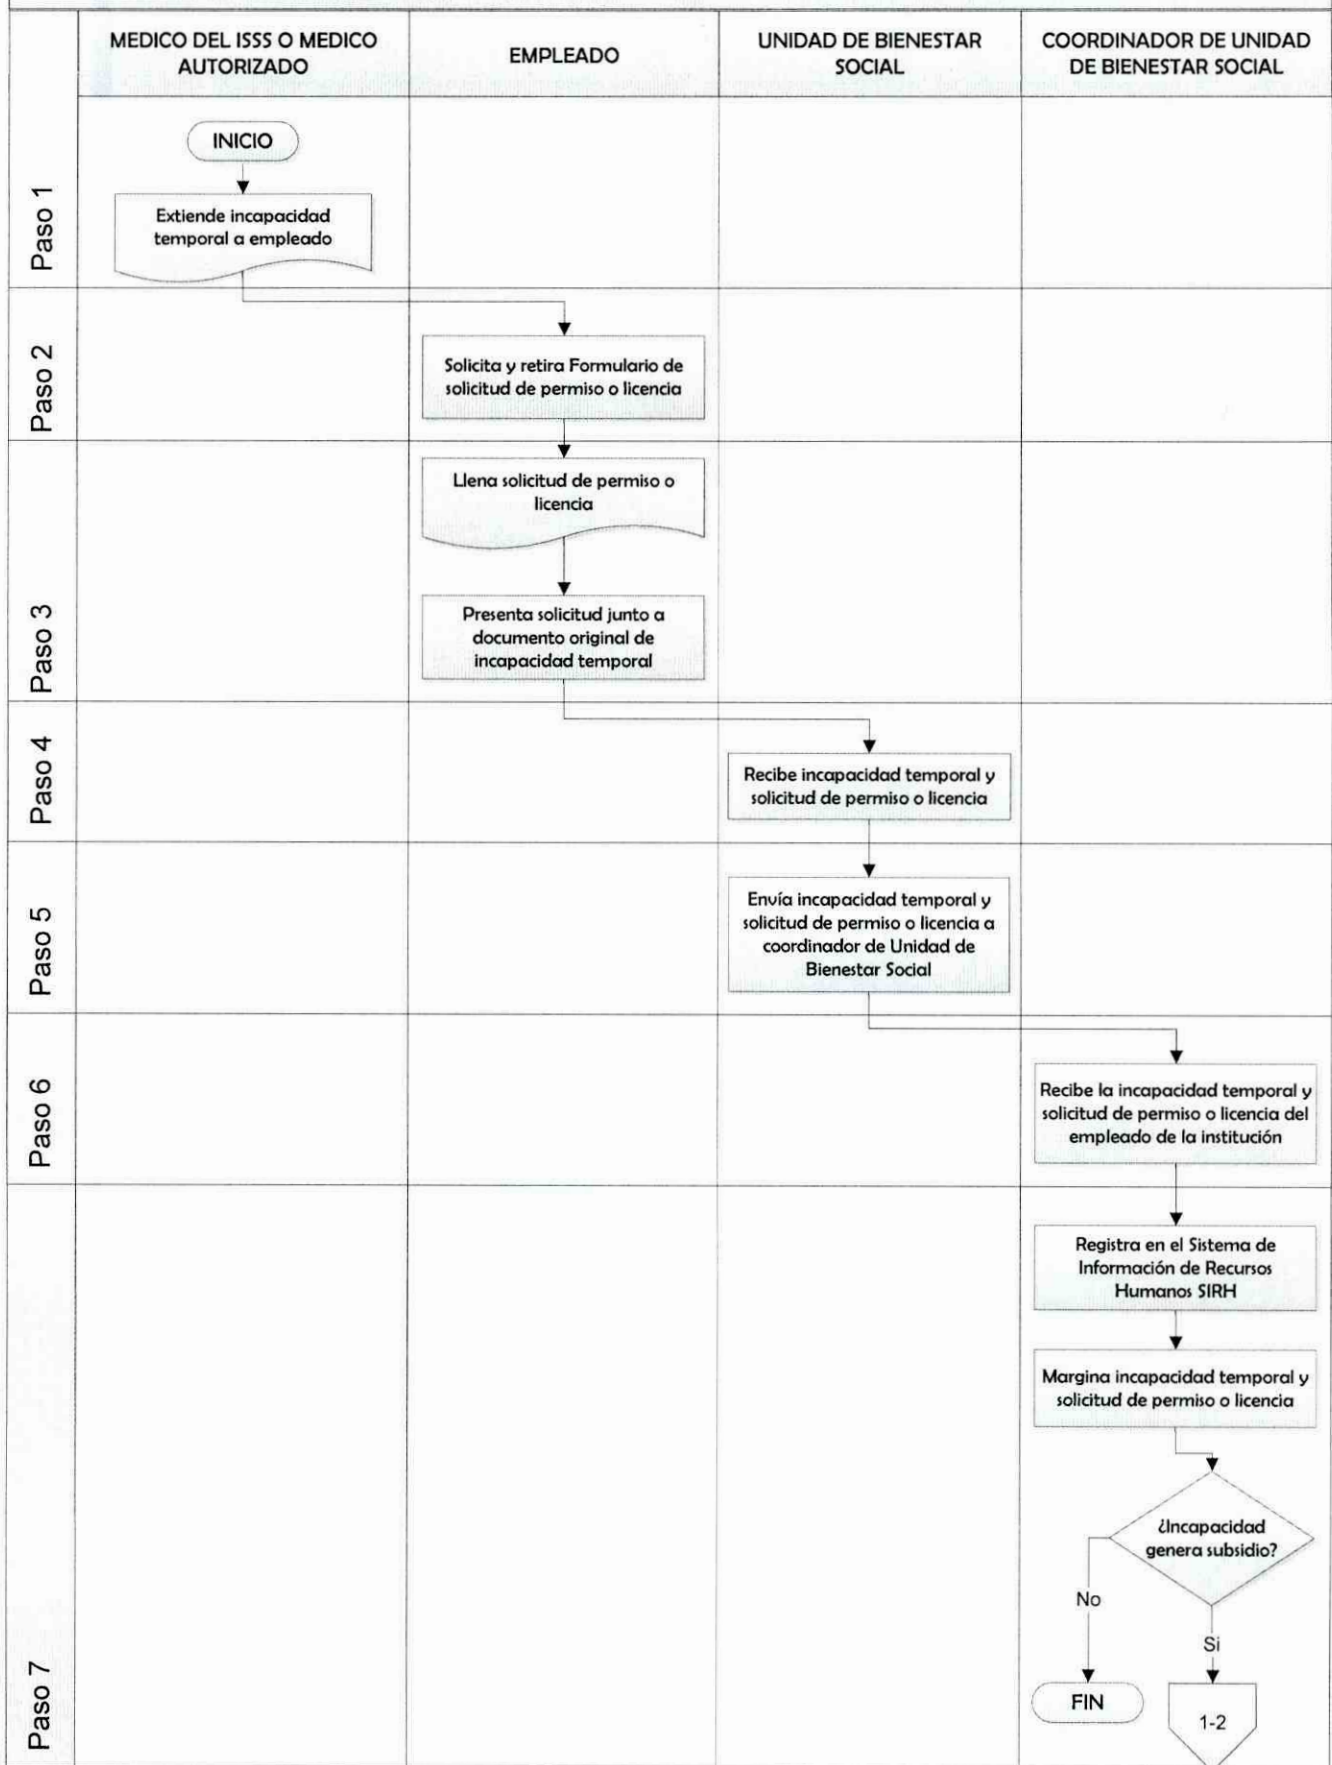 MEDICO DEL ISSS O MEDICO
AUTORIZADO
EMPLEADO
UNIDAD DE BIENESTAR
SOCIAL
COORDINADOR DE UNIDAD
DE BIENESTAR SOCIAL
Paso 1
INICIO
Extiende incapacidad
temporal a empleado
Paso 2
Solicita y retira Formulario de
solicitud de permiso o licencia
Paso 3
Llena solicitud de permiso o
licencia
Presenta solicitud junto a
documento original de
incapacidad temporal
Paso 4
Recibe incapacidad temporal y
solicitud de permiso o licencia
Paso 5
Envía incapacidad temporal y
solicitud de permiso o licencia a
coordinador de Unidad de
Bienestar Social
Paso 6
Recibe la incapacidad temporal y
solicitud de permiso o licencia del
empleado de la institución
Paso 7
Registra en el Sistema de
Información de Recursos
Humanos SIRH
Margina incapacidad temporal y
solicitud de permiso o licencia
¿Incapacidad
genera subsidio?
No
Si
FIN
1-2